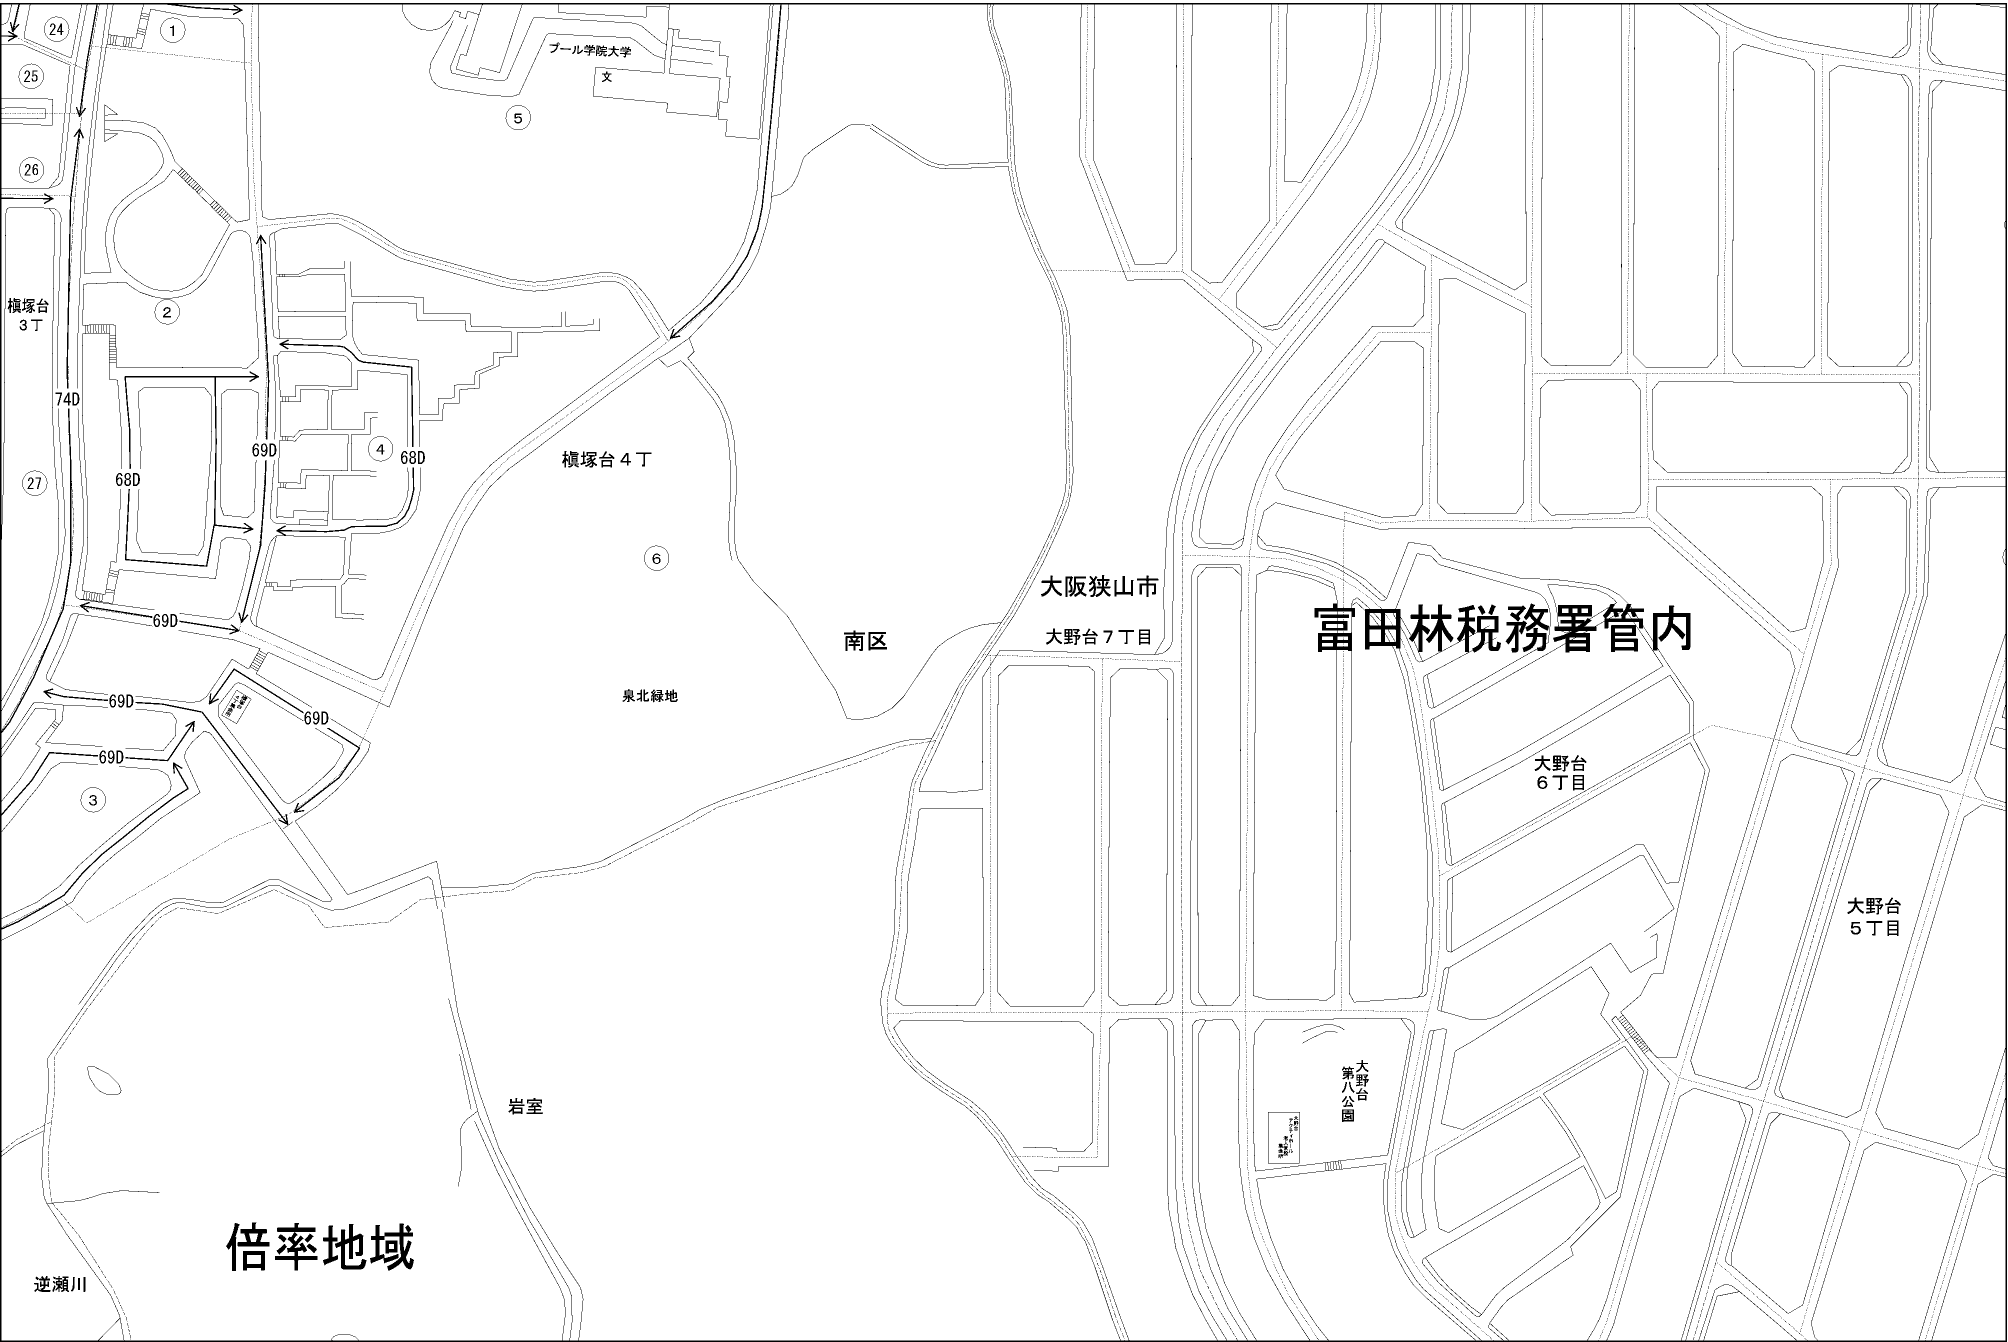 24
1
25
プール学院大学
文
5
26
槇塚台
3丁
2
74D
69D
4
68D
68D
27
槇塚台4丁
6
大阪狭山市
大野台7丁目
富田林税務署管内
南区
泉北緑地
69D
69D
69D
69D
3
大野台
6丁目
大野台
5丁目
大野台
第八公園
岩室
倍率地域
逆瀬川